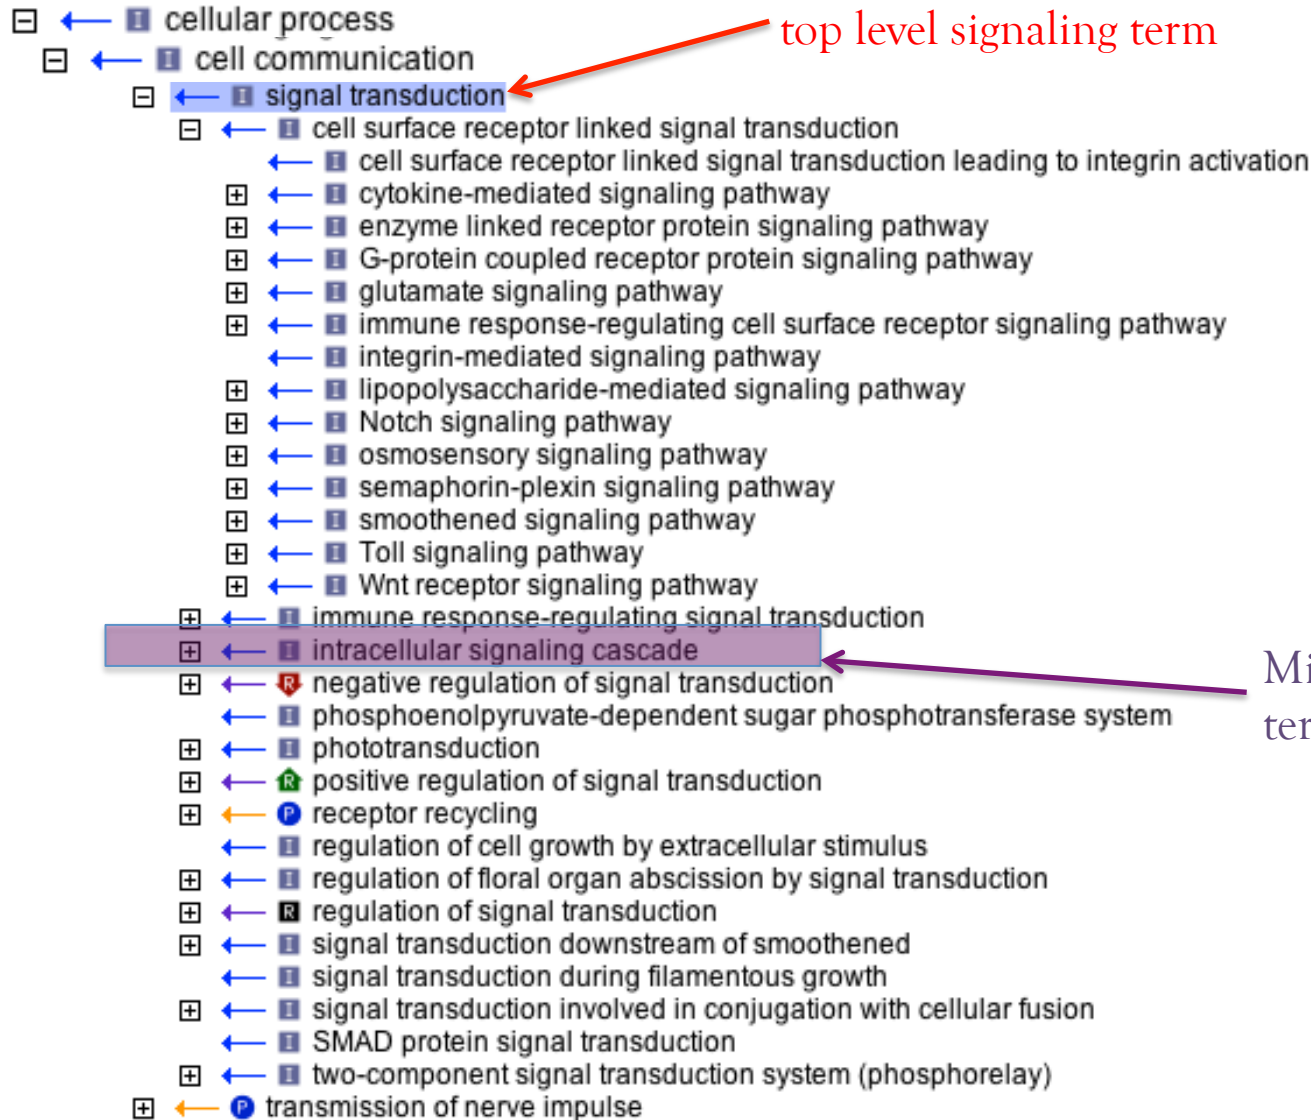 cellular process
top level signaling term
cell communication
signal transduction
cell surface receptor linked signal transduction
cell surface receptor linked signal transduction leading to integrin activation
cytokine-mediated signaling pathway
enzyme linked receptor protein signaling pathway
G-protein coupled receptor protein signaling pathway
glutamate signaling pathway
immune response-regulating cell surface receptor signaling pathway
integrin-mediated signaling pathway
lipopolysaccharide-mediated signaling pathway
Notch signaling pathway
osmosensory signaling pathway
semaphorin-plexin signaling pathway
smoothened signaling pathway
Toll signaling pathway
Wnt receptor signaling pathway
immune response-regulating signal transduction
intracellular signaling cascade
negative regulation of signal transduction
phosphoenolpyruvate-dependent sugar phosphotransferase system
phototransduction
positive regulation of signal transduction
receptor recycling
regulation of cell growth by extracellular stimulus
regulation of floral organ abscission by signal transduction
regulation of signal transduction
signal transduction downstream of smoothened
signal transduction during filamentous growth
signal transduction involved in conjugation with cellular fusion
SMAD protein signal transduction
two-component signal transduction system (phosphorelay)
transmission of nerve impulse